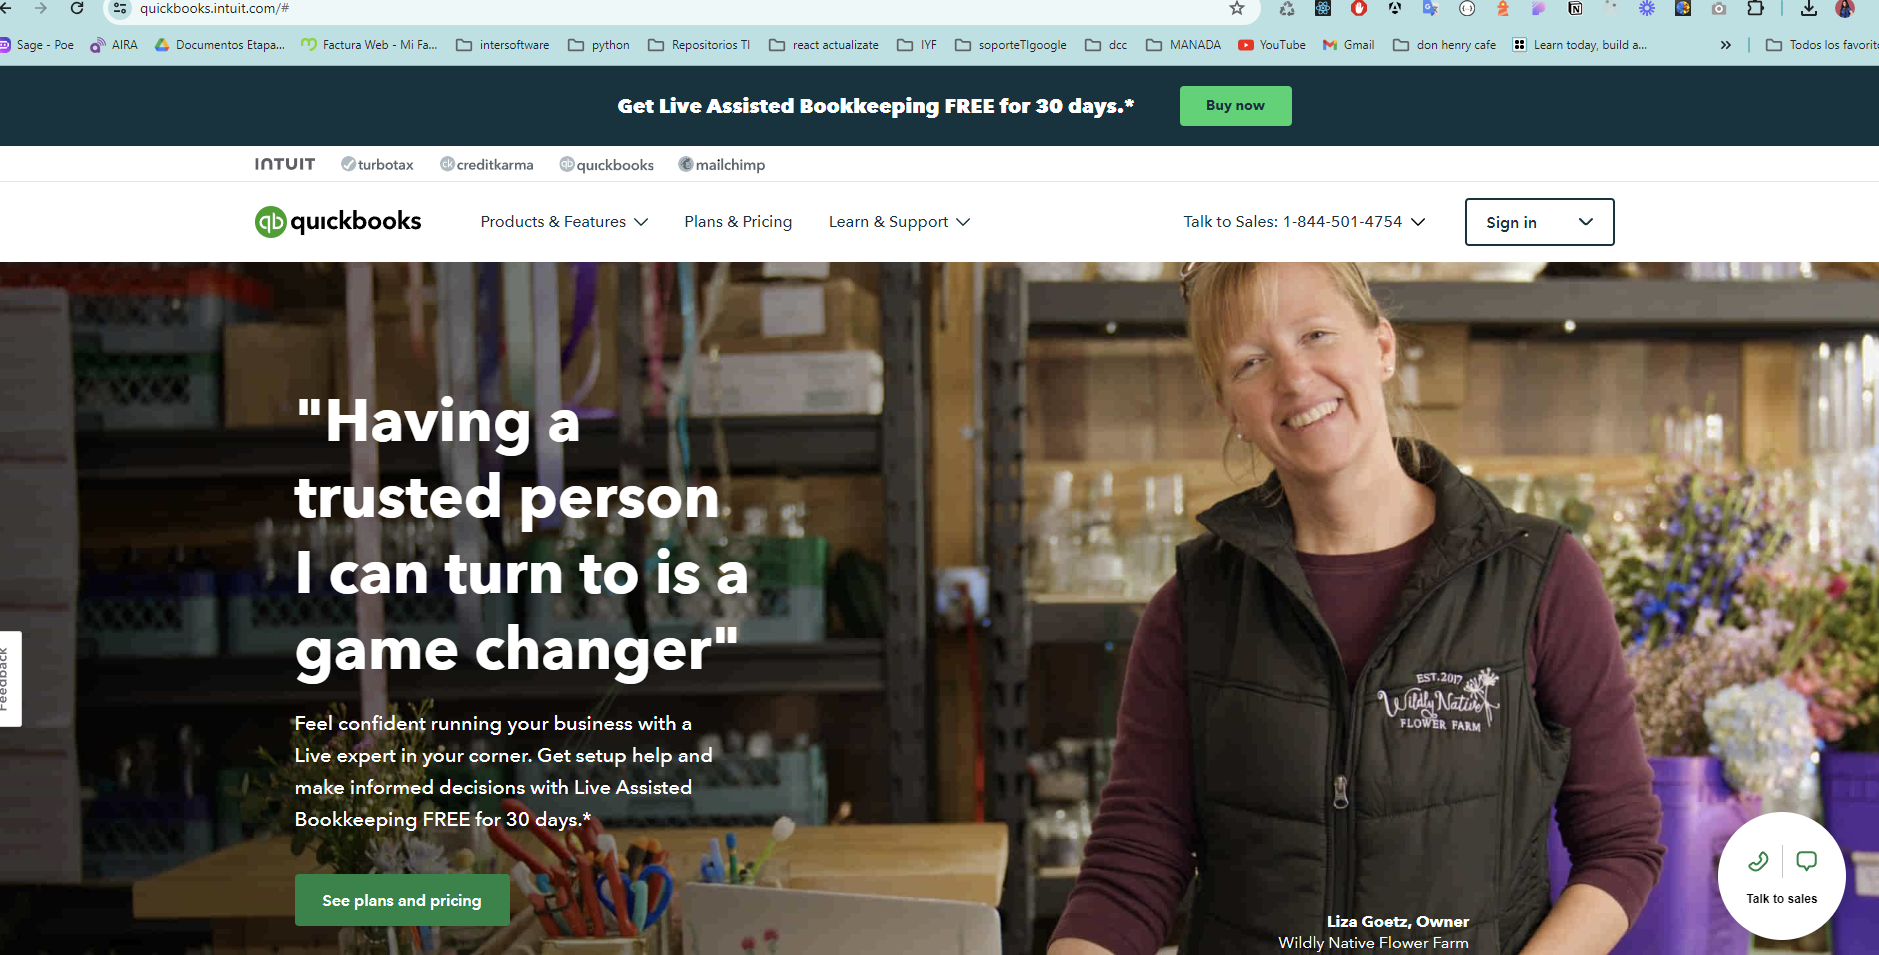 quickbooks.intuit.com/#
Sage - Poe
AIRA
Documentos Etapa...
Factura Web - Mi Fa...
intersoftware
python
Repositorios TI
react actualizate
IYF
soporteTIgoogle
dcc
MANADA
YouTube
Gmail
don henry cafe
Learn today, build a...
»
Todos los favorit
Get Live Assisted Bookkeeping FREE for 30 days.*
Buy now
INTUIT
turbotax
ck creditkarma
qb quickbooks
mailchimp
qb quickbooks
Products & Features
Plans & Pricing
Learn & Support
Talk to Sales: 1-844-501-4754
Sign in
"Having a
trusted person
I can turn to is a
game changer"
Feel confident running your business with a
Live expert in your corner. Get setup help and
make informed decisions with Live Assisted
Bookkeeping FREE for 30 days.*
See plans and pricing
Feedback
EST.2017
Wildly Native
FLOWER FARM
Liza Goetz, Owner
Wildly Native Flower Farm
Talk to sales